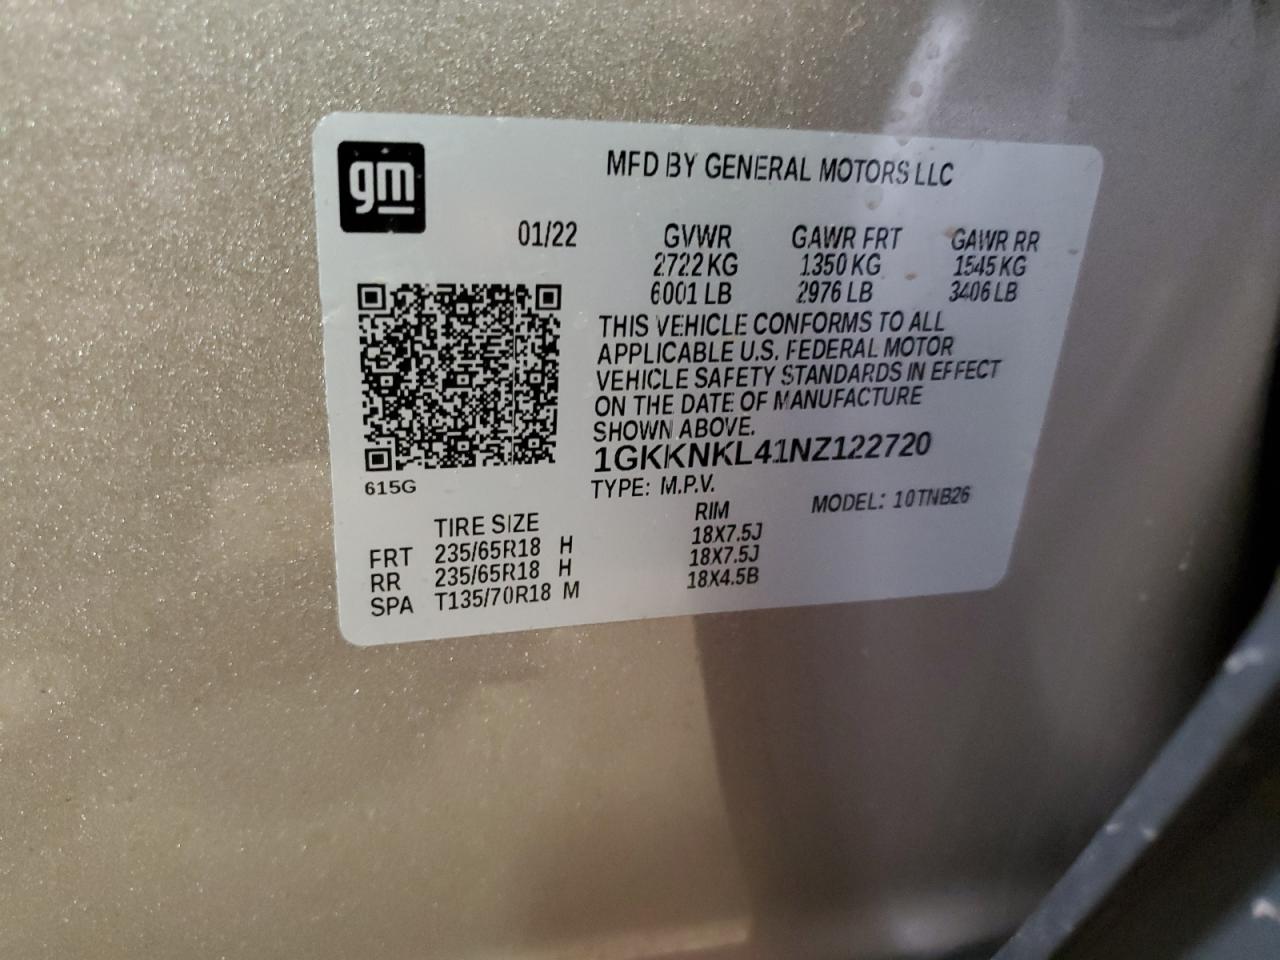 gm
MFD BY GENERAL MOTORS LLC
01/22 GVWR GAWR FRT GAWR RR
2722 KG 1350 KG 1545 KG
6001 LB 2976 LB 3406 LB
THIS VEHICLE CONFORMS TO ALL
APPLICABLE U.S. FEDERAL MOTOR
VEHICLE SAFETY STANDARDS IN EFFECT
ON THE DATE OF MANUFACTURE
SHOWN ABOVE.
1GKKNKL41NZ122720
615G
TYPE: M.P.V. MODEL: 10TNB26
TIRE SIZE RIM
FRT 235/65R18 H 18X7.5J
RR 235/65R18 H 18X7.5J
SPA T135/70R18 M 18X4.5B